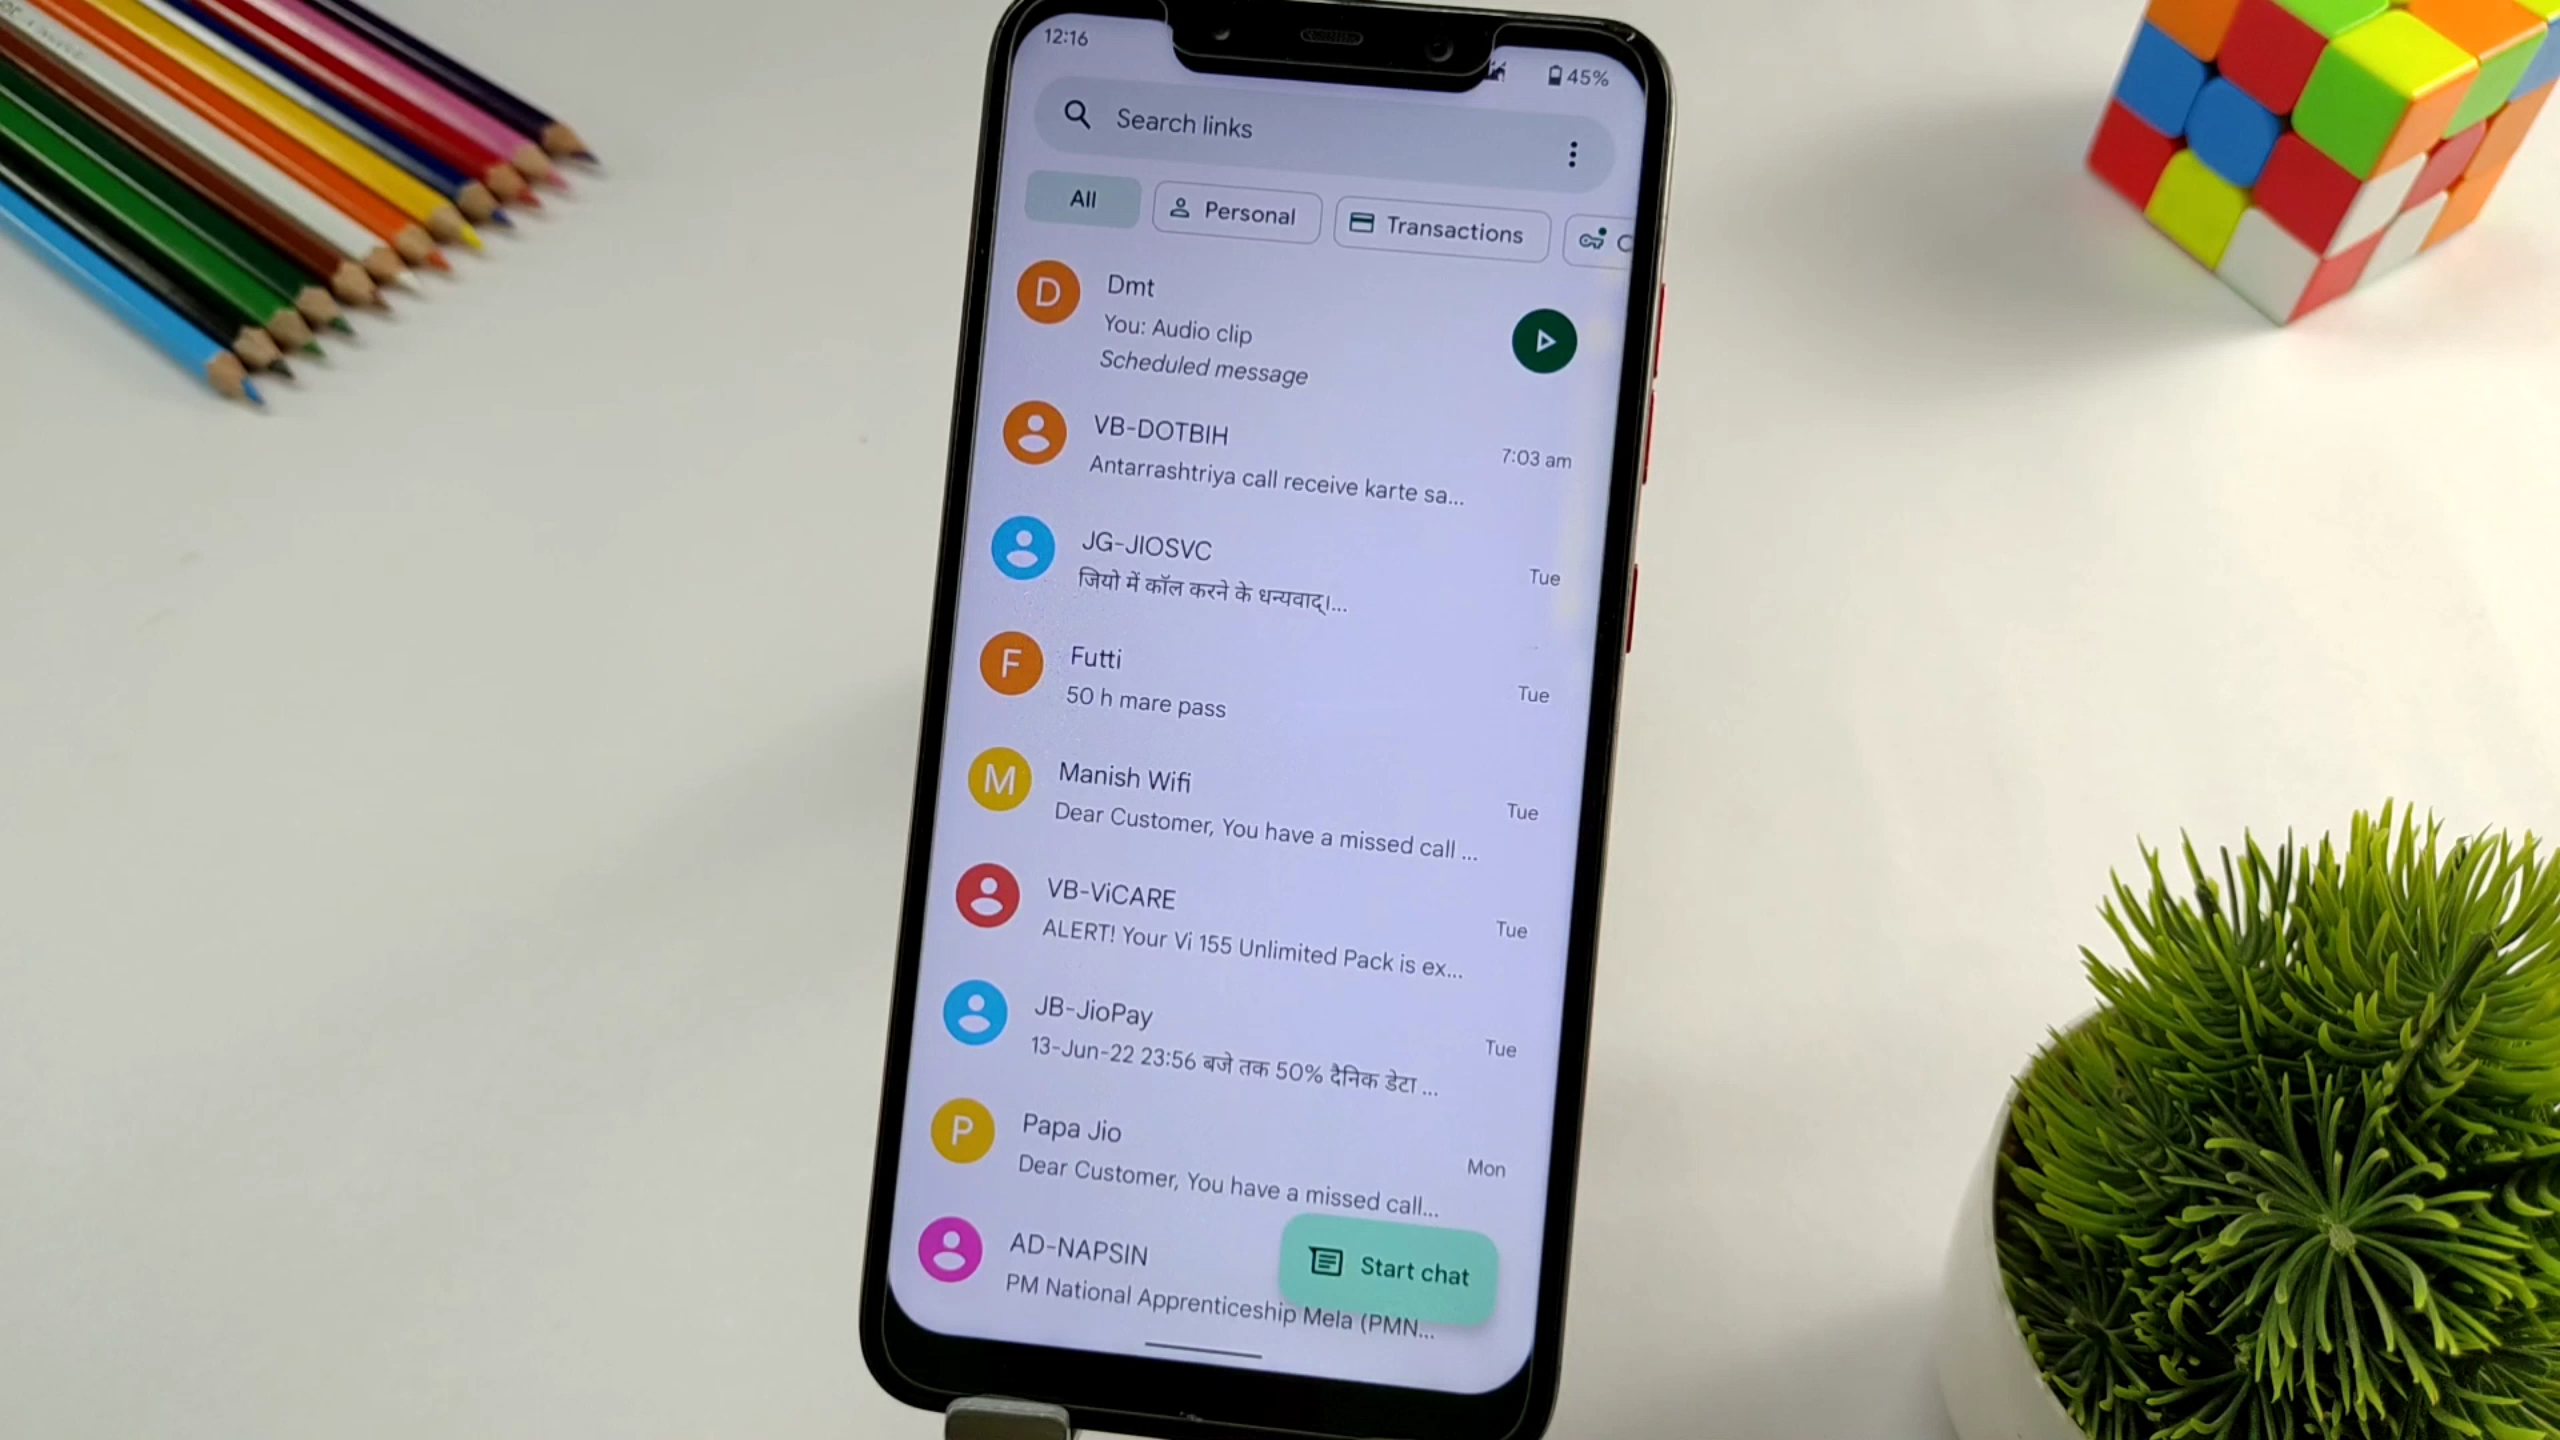 12:16
45%
Search links
All
Personal
Transactions
D
Dmt
You: Audio clip
Scheduled message
VB-DOTBIH
7:03 am
Antarrashtriya call receive karte sa...
JG-JIOSVC
Tue
जियो में कॉल करने के धन्यवाद्।...
F
Futti
Tue
50 h mare pass
M
Manish Wifi
Tue
Dear Customer, You have a missed call ...
VB-ViCARE
Tue
ALERT! Your Vi 155 Unlimited Pack is ex...
JB-JioPay
Tue
13-Jun-22 23:56 बजे तक 50% दैनिक डेटा ...
P
Papa Jio
Mon
Dear Customer, You have a missed call...
AD-NAPSIN
Start chat
PM National Apprenticeship Mela (PMN...